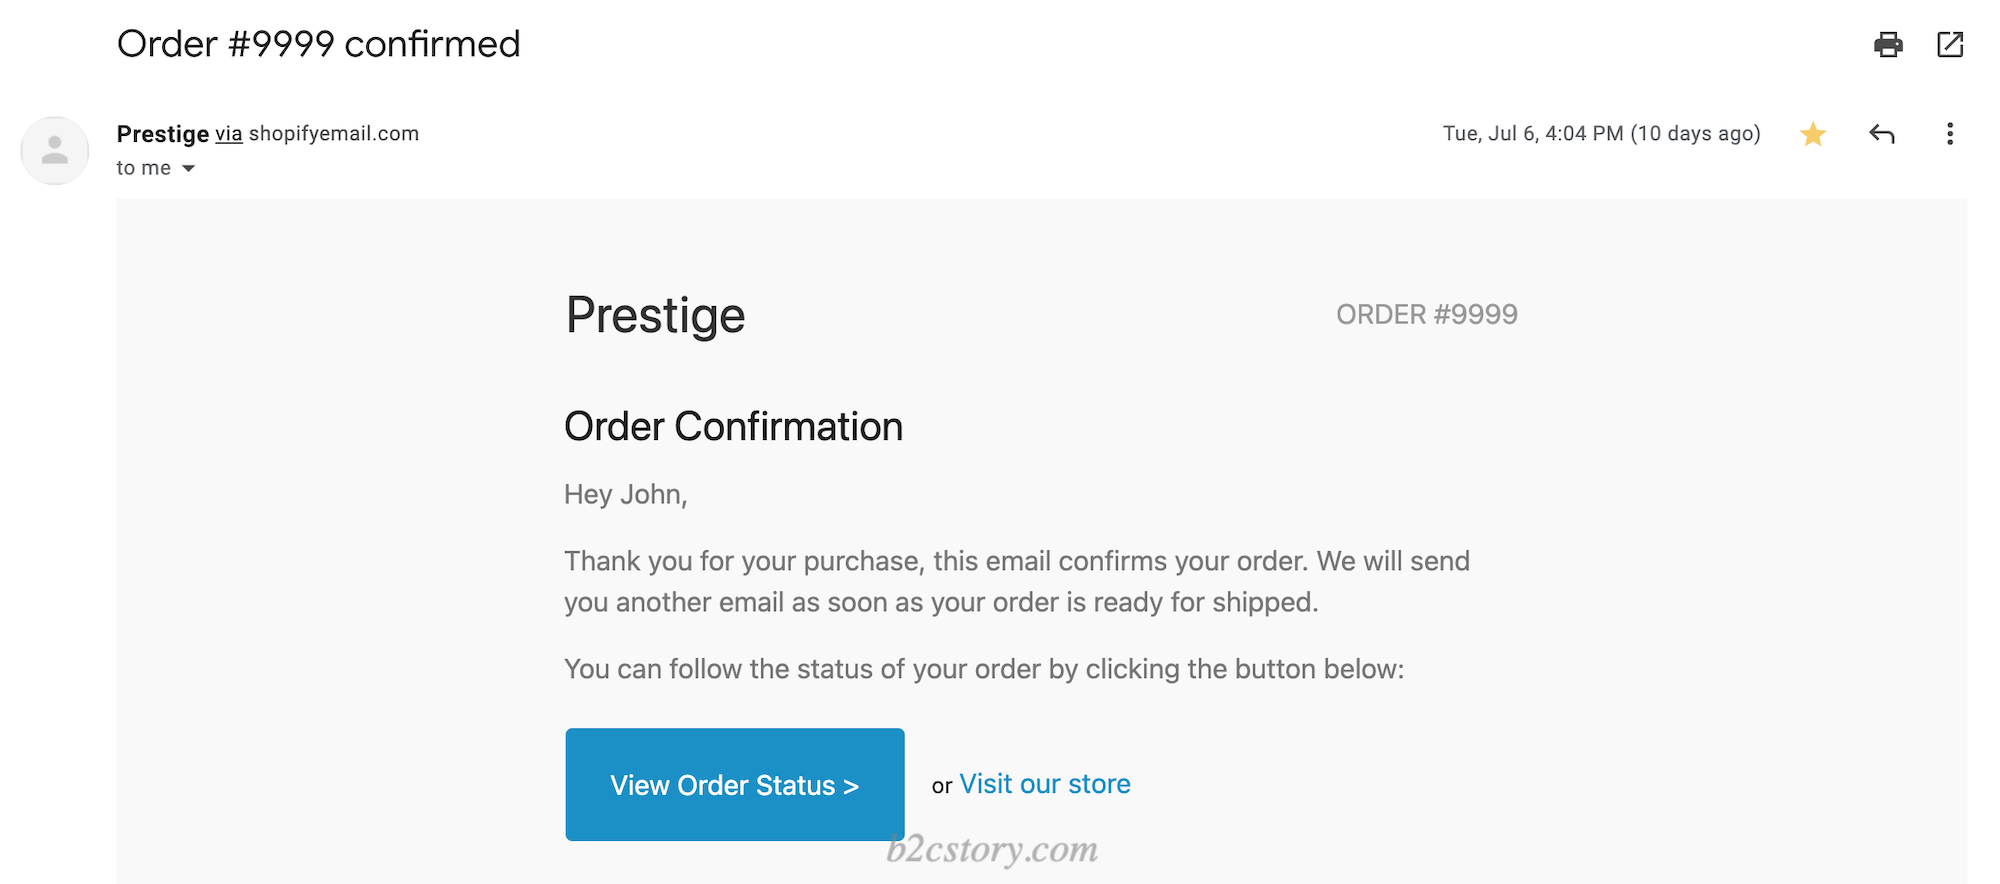 Order #9999 confirmed
Prestige via shopifyemail.com
Tue, Jul 6, 4:04 PM (10 days ago)
to me
Prestige
ORDER #9999
Order Confirmation
Hey John,
Thank you for your purchase, this email confirms your order. We will send
you another email as soon as your order is ready for shipped.
You can follow the status of your order by clicking the button below:
View Order Status >
or Visit our store
b2cstory.com